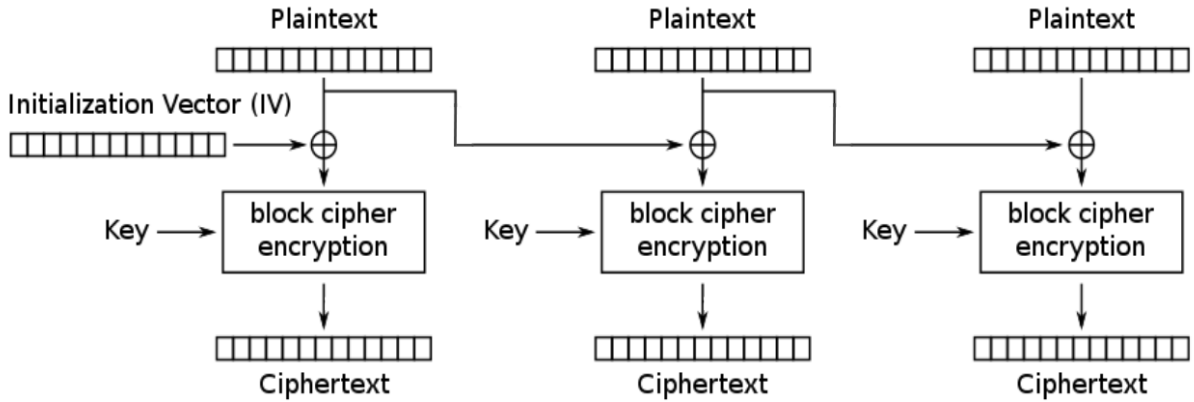 Plaintext
Plaintext
Plaintext
Initialization Vector (IV)
Key
block cipher
encryption
Key
block cipher
encryption
Key
block cipher
encryption
Ciphertext
Ciphertext
Ciphertext